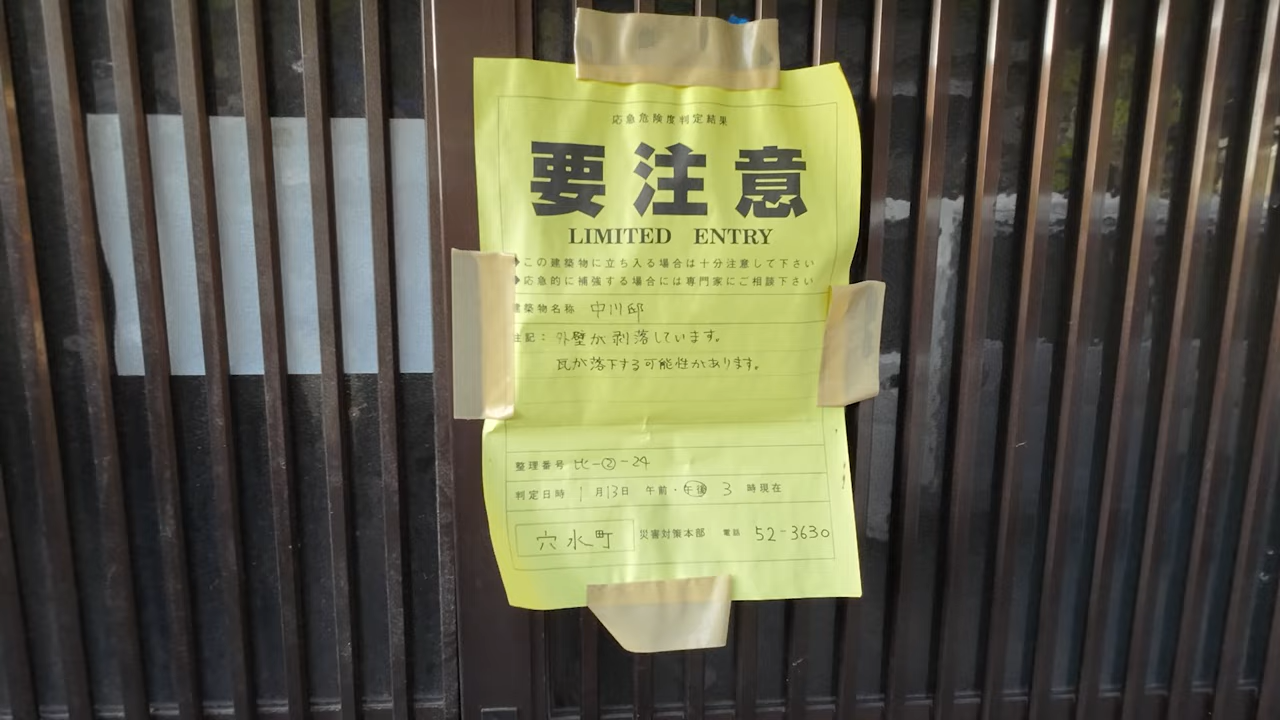 応急危険度判定結果
要注意
LIMITED ENTRY
◆この建築物に立ち入る場合は十分注意して下さい
◆応急的に補強する場合には専門家にご相談下さい
建築物名称 中川邸
注記: 外壁が剥落しています。
瓦が落下する可能性があります。
整理番号 比-②-24
判定日時 1月13日 午前・午後 3 時現在
穴水町 災害対策本部 電話 52-3630